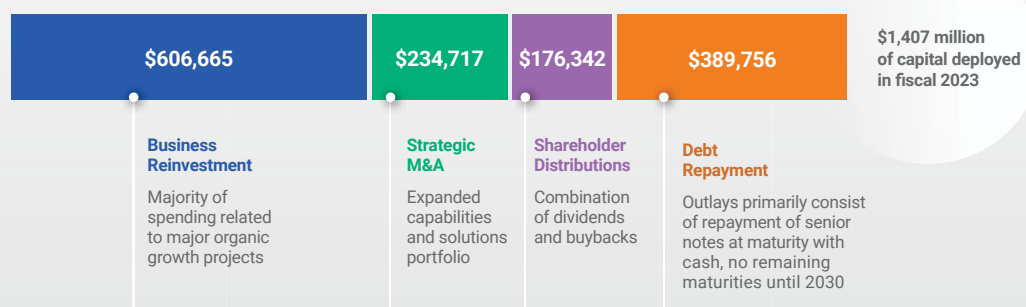 $606,665
$234,717
$176,342
$389,756
$1,407 million
of capital deployed
in fiscal 2023
Business
Reinvestment
Majority of
spending related
to major organic
growth projects
Strategic
M&A
Expanded
capabilities
and solutions
portfolio
Shareholder
Distributions
Combination
of dividends
and buybacks
Debt
Repayment
Outlays primarily consist
of repayment of senior
notes at maturity with
cash, no remaining
maturities until 2030